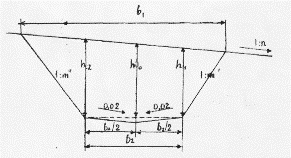 b₁
1:n
h₂
h₀
h₁
1:m'
1:m'
0,02
0,02
b₂/2
b₂/2
b₂